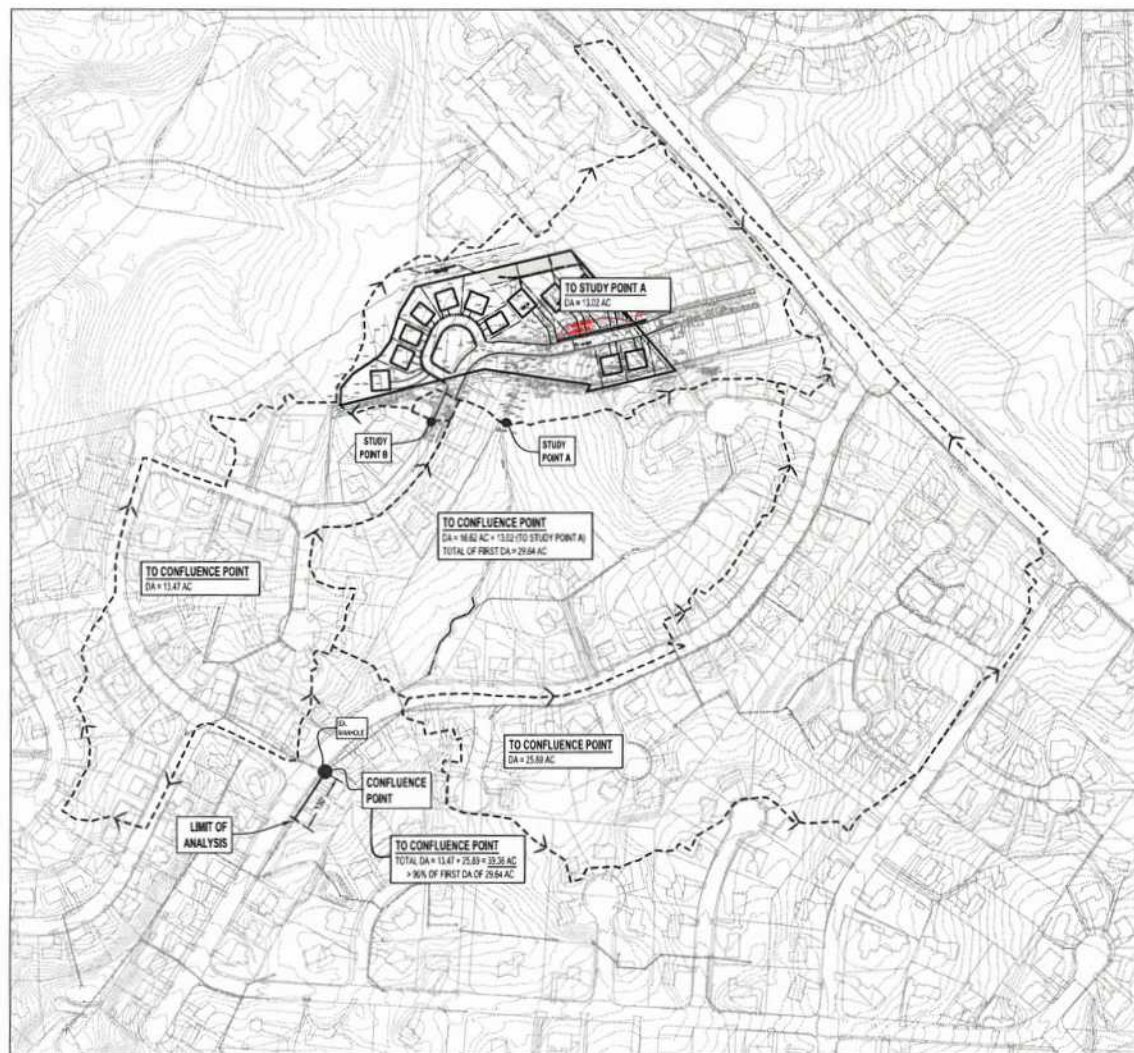 TO STUDY POINT A
DA = 13.02 AC
STUDY
POINT B
STUDY
POINT A
TO CONFLUENCE POINT
DA = 16.62 AC + 13.02 (TO STUDY POINT A)
TOTAL OF FIRST DA = 29.64 AC
TO CONFLUENCE POINT
DA = 13.47 AC
EX.
MANHOLE
TO CONFLUENCE POINT
DA = 25.89 AC
CONFLUENCE
POINT
LIMIT OF
ANALYSIS
150'
TO CONFLUENCE POINT
TOTAL DA = 13.47 + 25.89 = 39.36 AC
> 90% OF FIRST DA OF 29.64 AC